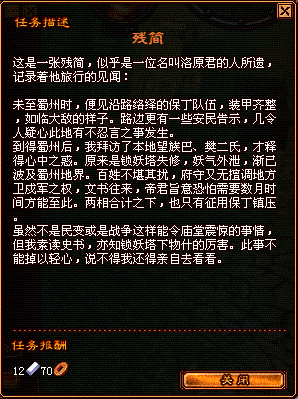 任务描述
残简
这是一张残简，似乎是一位名叫洛原君的人所遗，
记录着他旅行的见闻：
未至蜀州时，便见沿路络绎的保丁队伍，装甲齐整
，如临大敌的样子。路边更有一些安民告示，几令
人疑心此地有不忍言之事发生。
到得蜀州后，我拜访了本地望族巴、樊二氏，才释
得心中之惑。原来是锁妖塔失修，妖气外泄，渐已
波及蜀州地界。百姓不堪其扰，府守又无擅调地方
卫戍军之权，文书往来，帝君旨意恐怕需要数月时
间方能至此。两相合计之下，也只有征用保丁镇压
。
虽然不是民变或是战争这样能令庙堂震惊的事情，
但我素读史书，亦知锁妖塔下物什的厉害。此事不
能掉以轻心，说不得我还得亲自去看看。
任务报酬
12 70
关闭